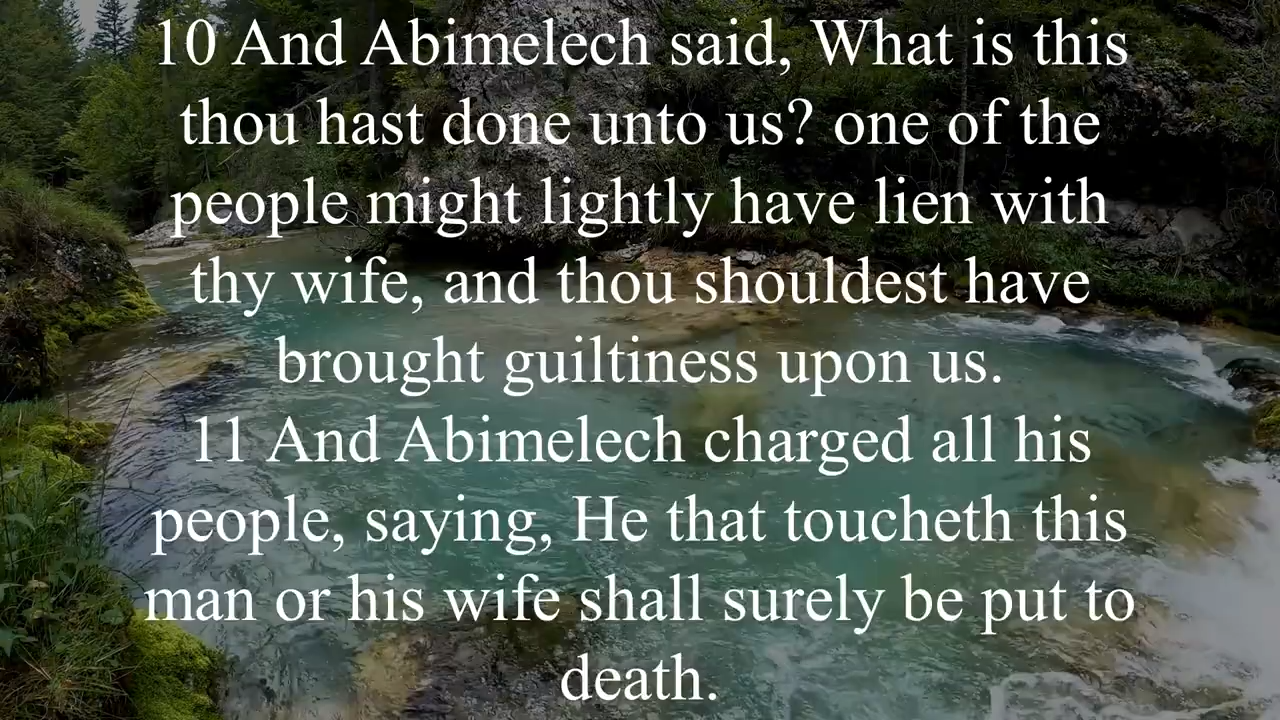 10 And Abimelech said, What is this
thou hast done unto us? one of the
people might lightly have lien with
thy wife, and thou shouldest have
brought guiltiness upon us.
11 And Abimelech charged all his
people, saying, He that toucheth this
man or his wife shall surely be put to
death.